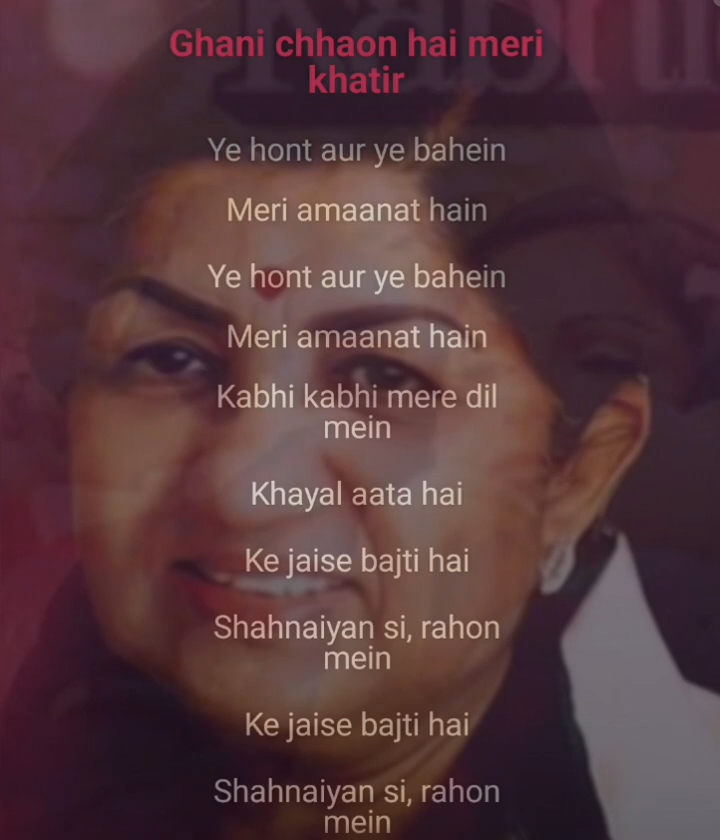 Ghani chhaon hai meri
khatir
Ye hont aur ye bahein
Meri amaanat hain
Ye hont aur ye bahein
Meri amaanat hain
Kabhi kabhi mere dil
mein
Khayal aata hai
Ke jaise bajti hai
Shahnaiyan si, rahon
mein
Ke jaise bajti hai
Shahnaiyan si, rahon
mein